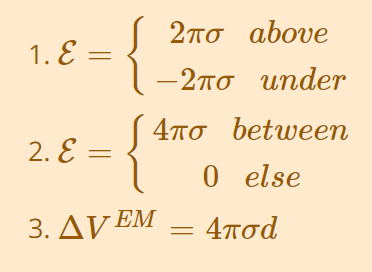 1. ℰ = { 2πσ above
−2πσ under
2. ℰ = { 4πσ between
0 else
3. ΔV^{EM} = 4πσd